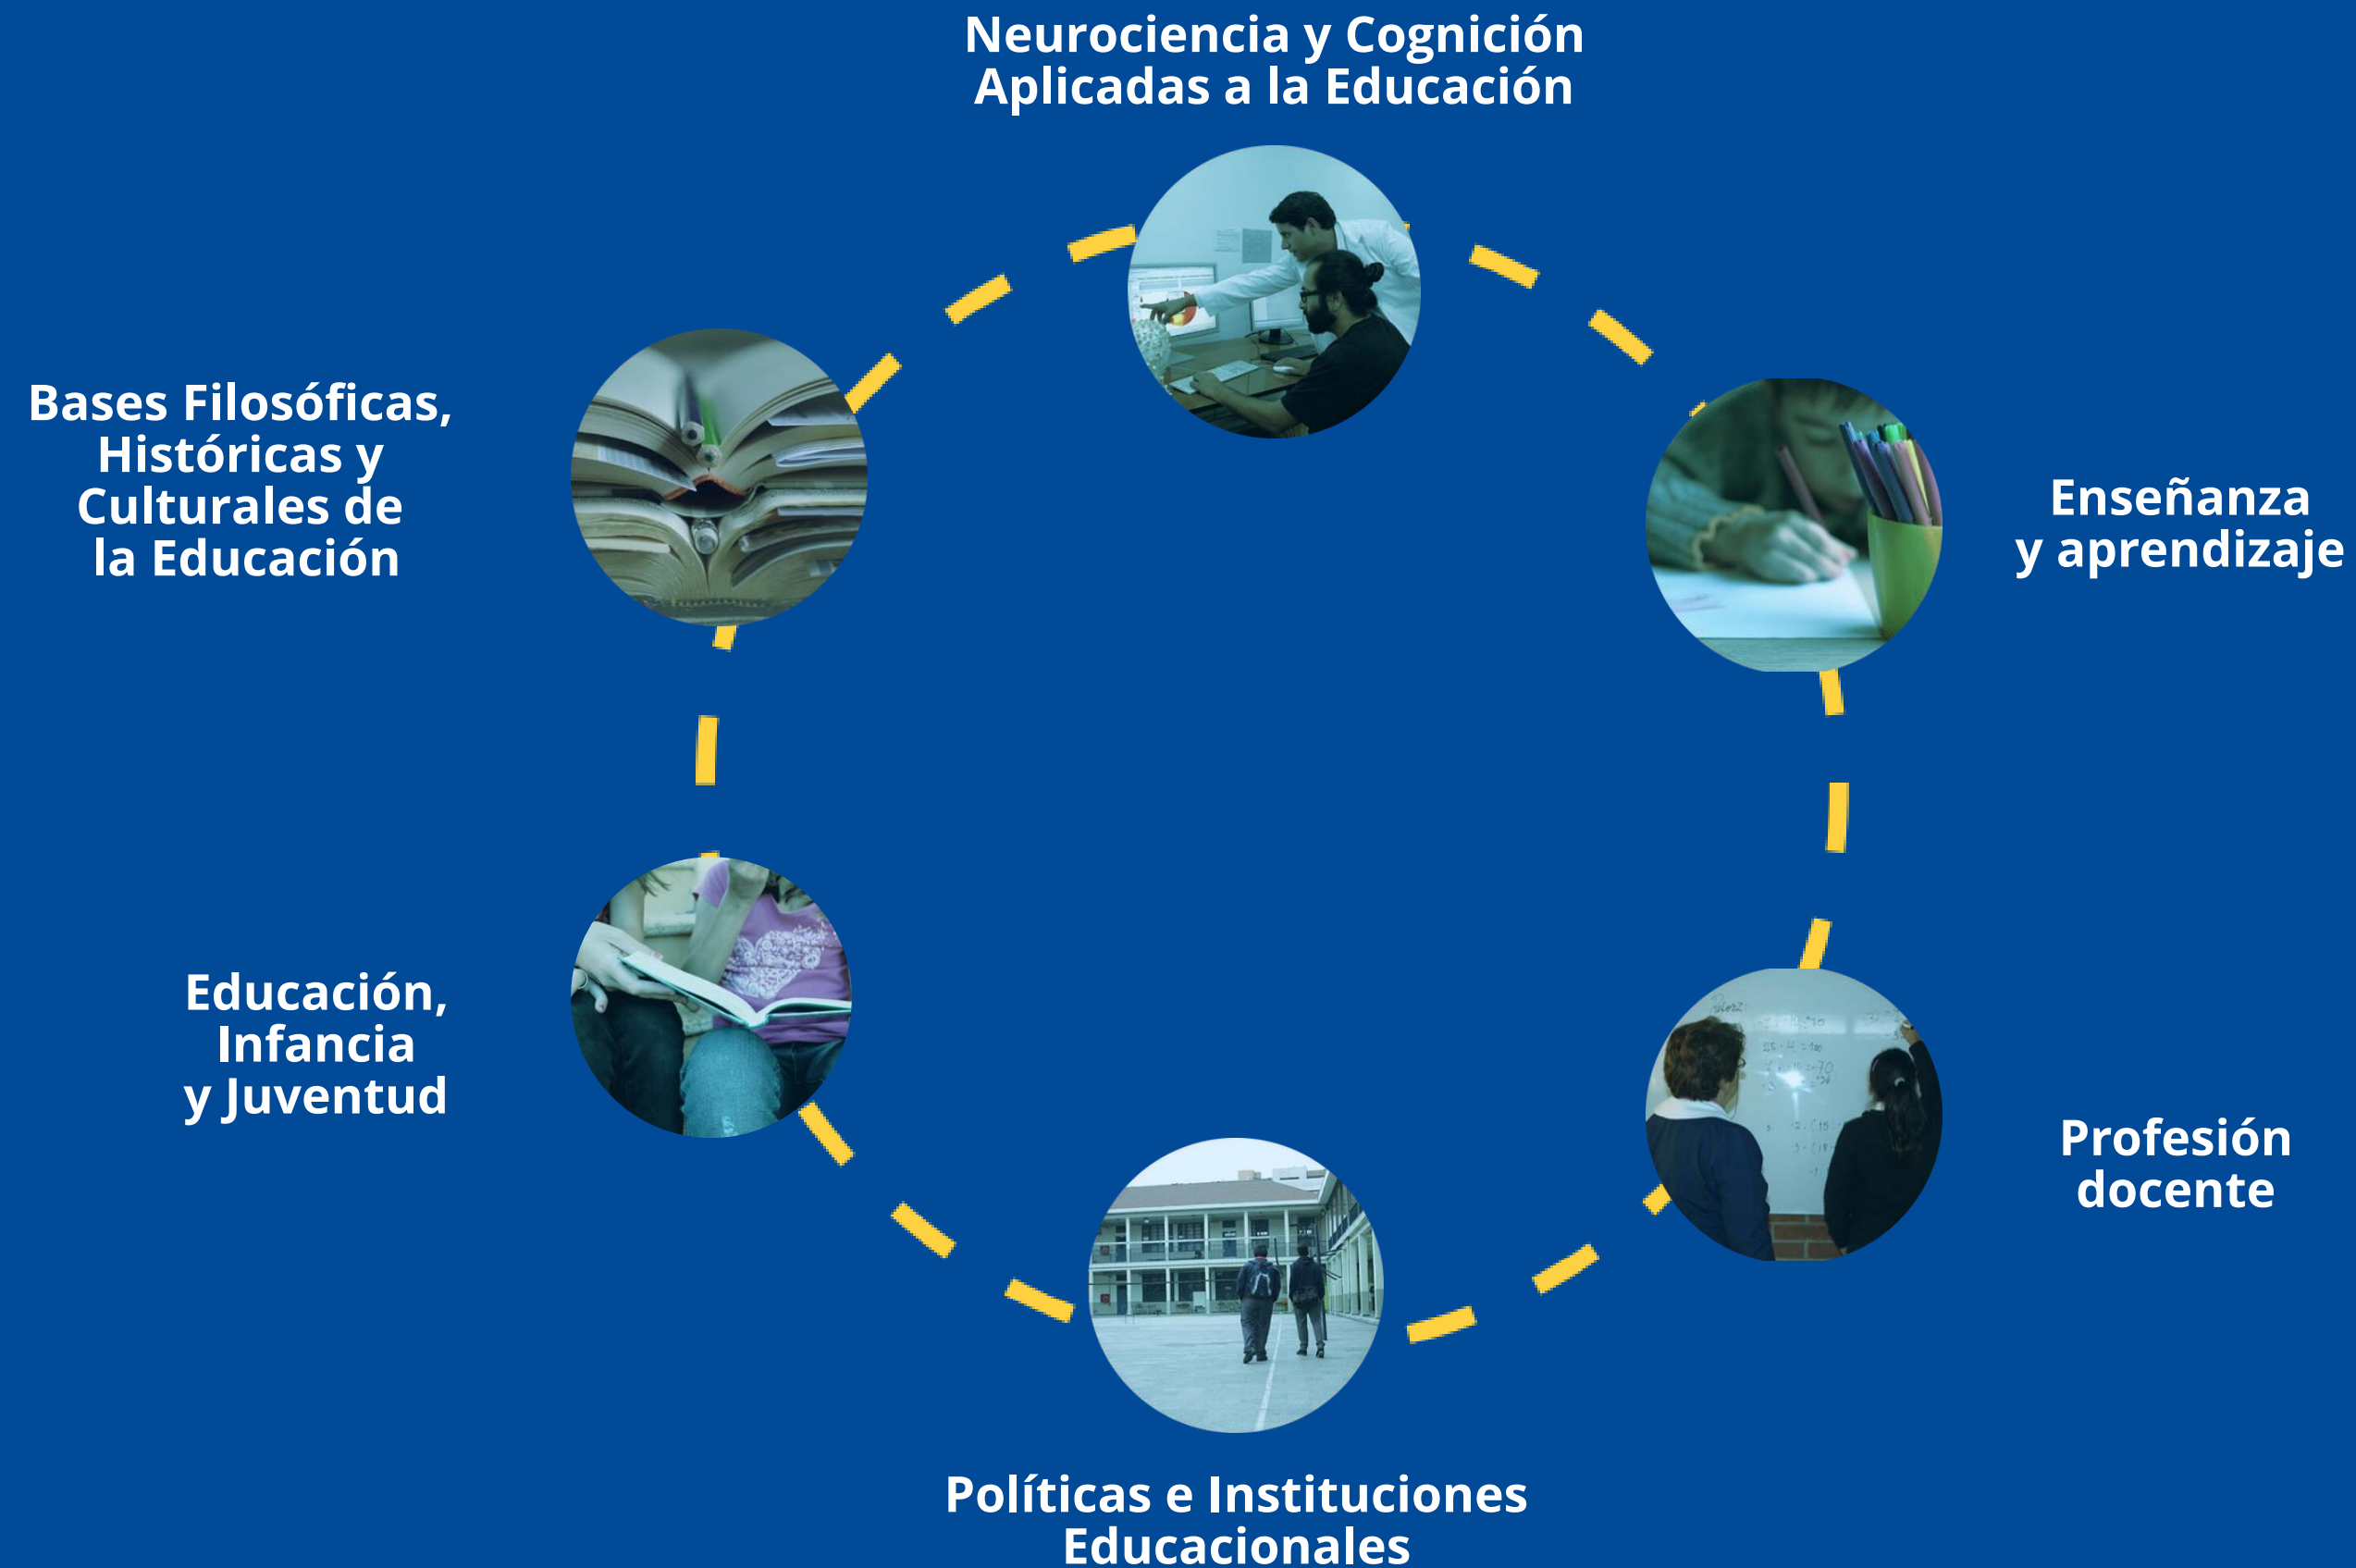 Neurociencia y Cognición
Aplicadas a la Educación
Bases Filosóficas,
Históricas y
Culturales de
la Educación
Enseñanza
y aprendizaje
Educación,
Infancia
y Juventud
Profesión
docente
Políticas e Instituciones
Educacionales